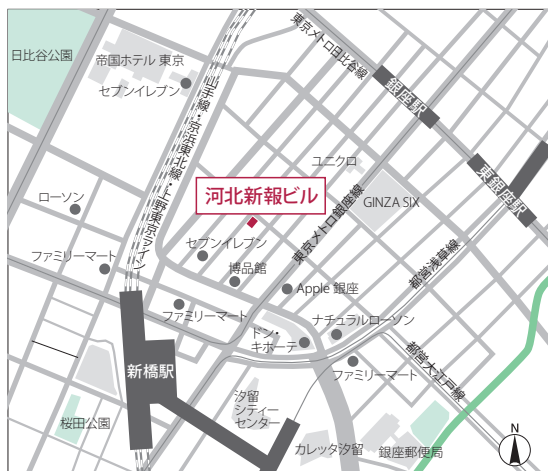 日比谷公園
帝国ホテル 東京
セブンイレブン
山手線・京浜東北線・上野東京ライン
東京メトロ日比谷線
銀座駅
東銀座駅
ユニクロ
GINZA SIX
ローソン
河北新報ビル
東京メトロ銀座線
都営浅草線
ファミリーマート
セブンイレブン
博品館
Apple 銀座
ファミリーマート
ドン・
キホーテ
ナチュラルローソン
ファミリーマート
都営大江戸線
新橋駅
桜田公園
汐留
シティー
センター
カレッタ汐留
銀座郵便局
N